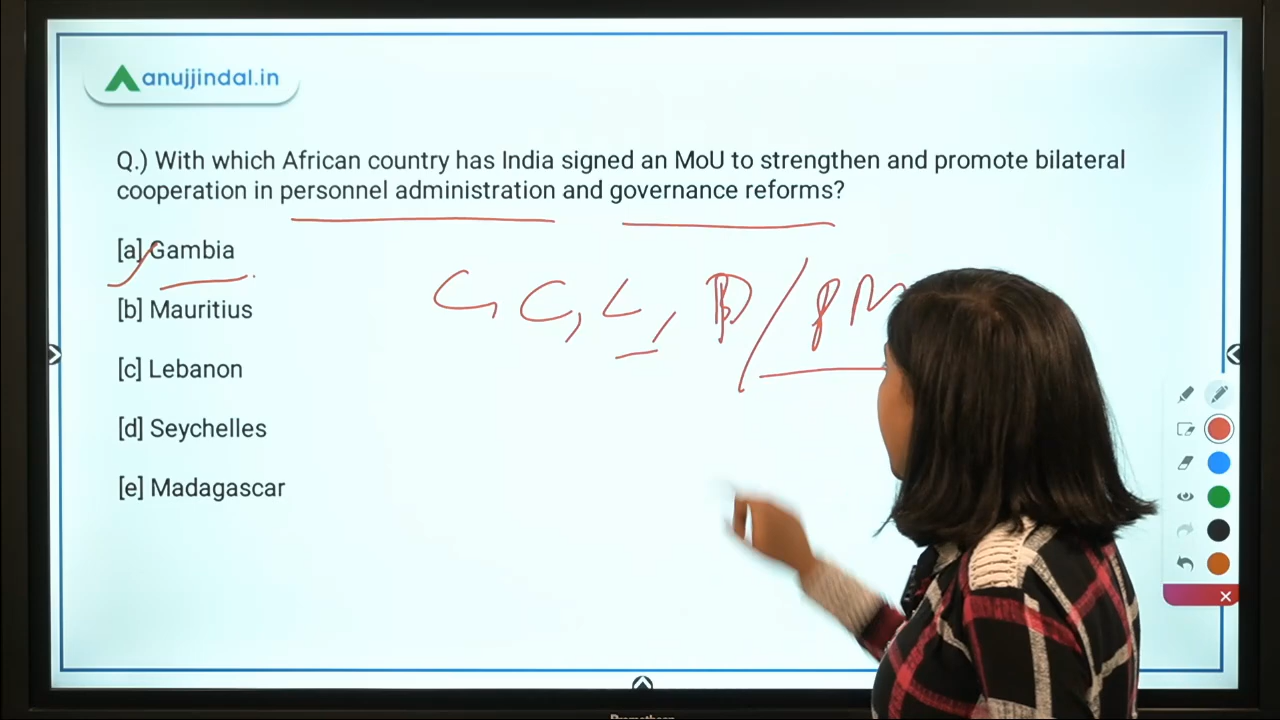 anujjindal.in
Q.) With which African country has India signed an MoU to strengthen and promote bilateral
cooperation in personnel administration and governance reforms?
[a] Gambia
C, C, L,
[b] Mauritius
[c] Lebanon
[d] Seychelles
[e] Madagascar